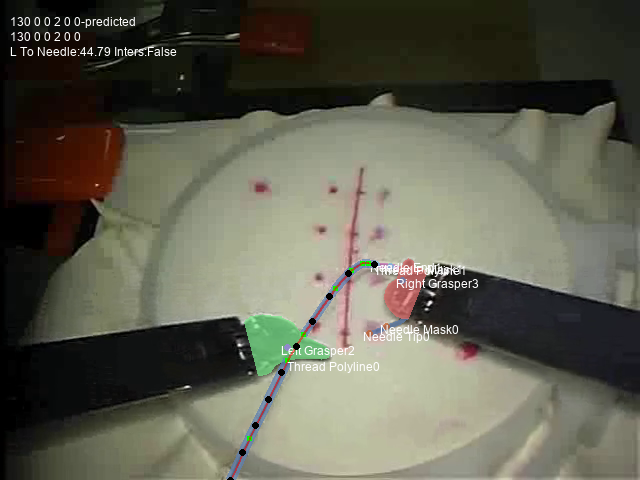 130 0 0 2 0 0-predicted
130 0 0 2 0 0
L To Needle:44.79 Inters:False
Right Grasper3
Needle Mask0
Needle Tip0
Left Grasper2
Thread Polyline0